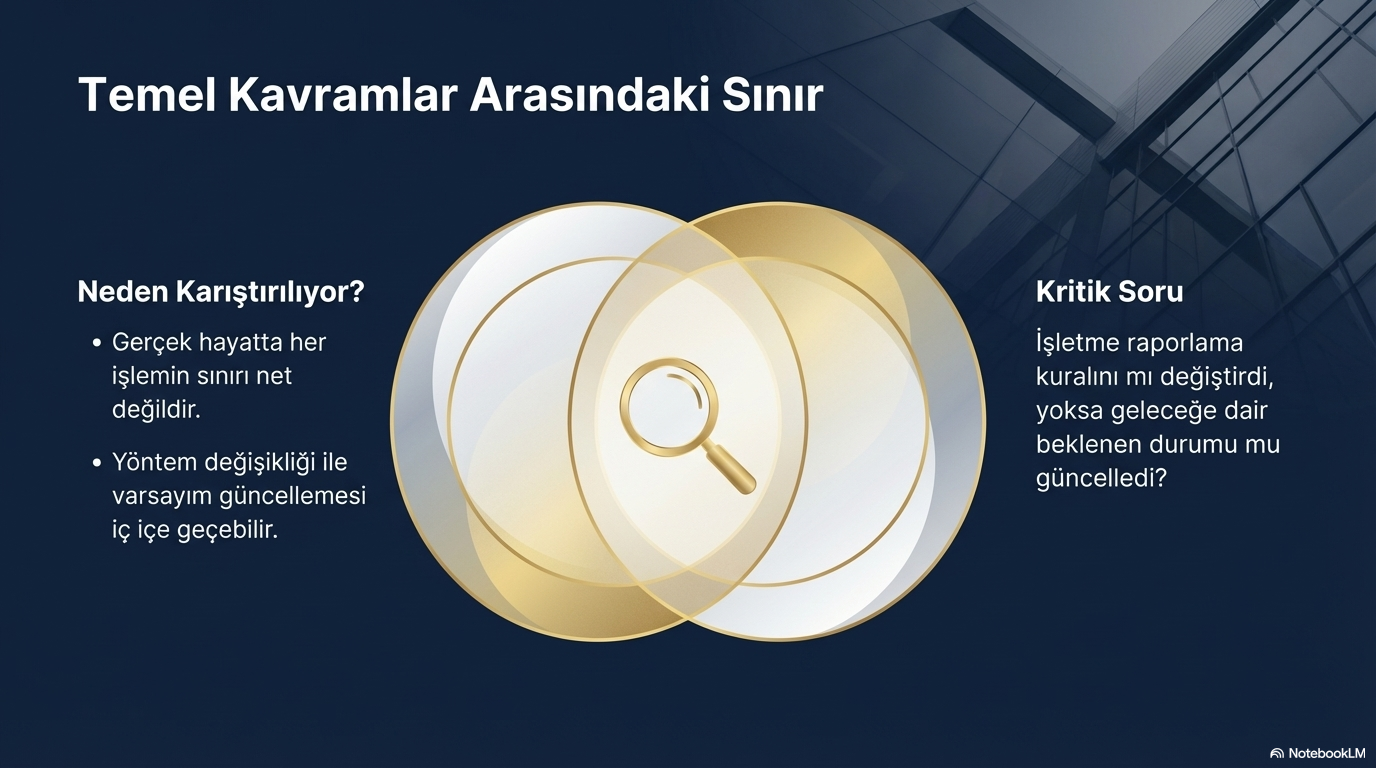 Temel Kavramlar Arasındaki Sınır
Neden Karıştırılıyor?
• Gerçek hayatta her
işlemin sınırı net
değildir.
• Yöntem değişikliği ile
varsayım güncellemesi
iç içe geçebilir.
Kritik Soru
İşletme raporlama
kuralını mı değiştirdi,
yoksa geleceğe dair
beklenen durumu mu
güncelledi?
NotebookLM